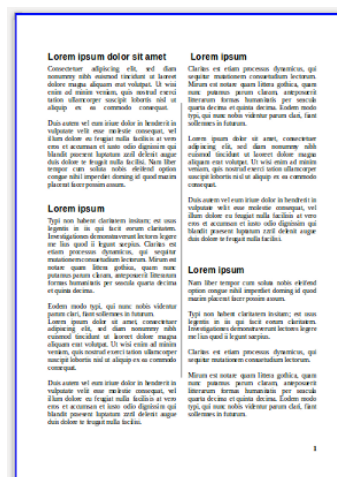 Lorem ipsum dolor sit amet
Consectetuer adipiscing elit, sed diam
nonummy nibh euismod tincidunt ut laoreet
dolore magna aliquam erat volutpat. Ut wisi
enim ad minim veniam, quis nostrud exerci
tation ullamcorper suscipit lobortis nisl ut
aliquip ex ea commodo consequat.
Duis autem vel eum iriure dolor in hendrerit in
vulputate velit esse molestie consequat, vel
illum dolore eu feugiat nulla facilisis at vero
eros et accumsan et iusto odio dignissim qui
blandit praesent luptatum zzril delenit augue
duis dolore te feugait nulla facilisi. Nam liber
tempor cum soluta nobis eleifend option
congue nihil imperdiet doming id quod mazim
placerat facer possim assum.
Lorem ipsum
Typi non habent claritatem insitam; est usus
legentis in iis qui facit eorum claritatem.
Investigationes demonstraverunt lectores legere
me lius quod ii legunt saepius. Claritas est
etiam processus dynamicus, qui sequitur
mutationem consuetudium lectorum. Mirum est
notare quam littera gothica, quam nunc
putamus parum claram, anteposuerit litterarum
formas humanitatis per seacula quarta decima
et quinta decima.
Eodem modo typi, qui nunc nobis videntur
parum clari, fiant sollemnes in futurum.
Lorem ipsum dolor sit amet, consectetuer
adipiscing elit, sed diam nonummy nibh
euismod tincidunt ut laoreet dolore magna
aliquam erat volutpat. Ut wisi enim ad minim
veniam, quis nostrud exerci tation ullamcorper
suscipit lobortis nisl ut aliquip ex ea commodo
consequat.
Duis autem vel eum iriure dolor in hendrerit in
vulputate velit esse molestie consequat, vel
illum dolore eu feugiat nulla facilisis at vero
eros et accumsan et iusto odio dignissim qui
blandit praesent luptatum zzril delenit augue
duis dolore te feugait nulla facilisi.
Lorem ipsum
Claritas est etiam processus dynamicus, qui
sequitur mutationem consuetudium lectorum.
Mirum est notare quam littera gothica, quam
nunc putamus parum claram, anteposuerit
litterarum formas humanitatis per seacula
quarta decima et quinta decima. Eodem modo
typi, qui nunc nobis videntur parum clari, fiant
sollemnes in futurum.
Lorem ipsum dolor sit amet, consectetuer
adipiscing elit, sed diam nonummy nibh
euismod tincidunt ut laoreet dolore magna
aliquam erat volutpat. Ut wisi enim ad minim
veniam, quis nostrud exerci tation ullamcorper
suscipit lobortis nisl ut aliquip ex ea commodo
consequat.
Duis autem vel eum iriure dolor in hendrerit in
vulputate velit esse molestie consequat, vel
illum dolore eu feugiat nulla facilisis at vero
eros et accumsan et iusto odio dignissim qui
blandit praesent luptatum zzril delenit augue
duis dolore te feugait nulla facilisi.
Lorem ipsum
Nam liber tempor cum soluta nobis eleifend
option congue nihil imperdiet doming id quod
mazim placerat facer possim assum.
Typi non habent claritatem insitam; est usus
legentis in iis qui facit eorum claritatem.
Investigationes demonstraverunt lectores legere
me lius quod ii legunt saepius.
Claritas est etiam processus dynamicus, qui
sequitur mutationem consuetudium lectorum.
Mirum est notare quam littera gothica, quam
nunc putamus parum claram, anteposuerit
litterarum formas humanitatis per seacula
quarta decima et quinta decima. Eodem modo
typi, qui nunc nobis videntur parum clari, fiant
sollemnes in futurum.
1